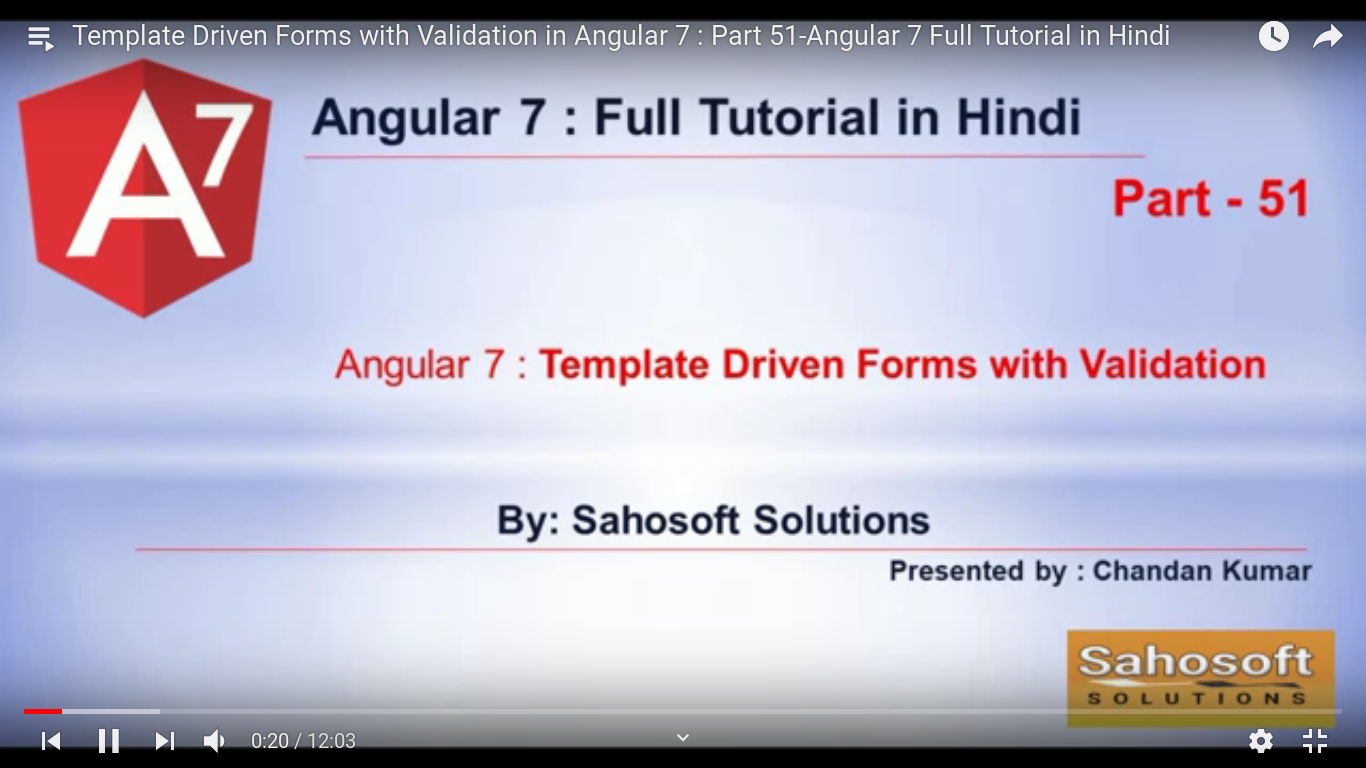 Template Driven Forms with Validation in Angular 7 : Part 51-Angular 7 Full Tutorial in Hindi
A7
Angular 7 : Full Tutorial in Hindi
Part - 51
Angular 7 : Template Driven Forms with Validation
By: Sahosoft Solutions
Presented by : Chandan Kumar
Sahosoft
SOLUTIONS
0:20 / 12:03